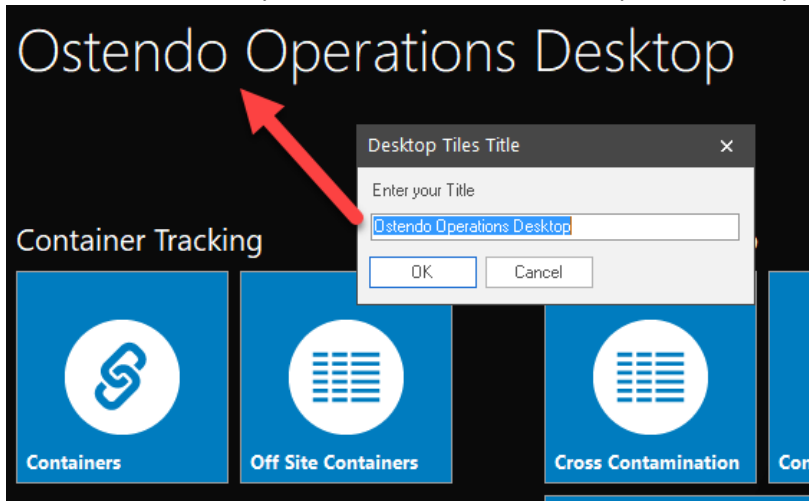 Ostendo Operations Desktop
Desktop Tiles Title
Enter your Title
Ostendo Operations Desktop
OK Cancel
Container Tracking
Containers
Off Site Containers
Cross Contamination